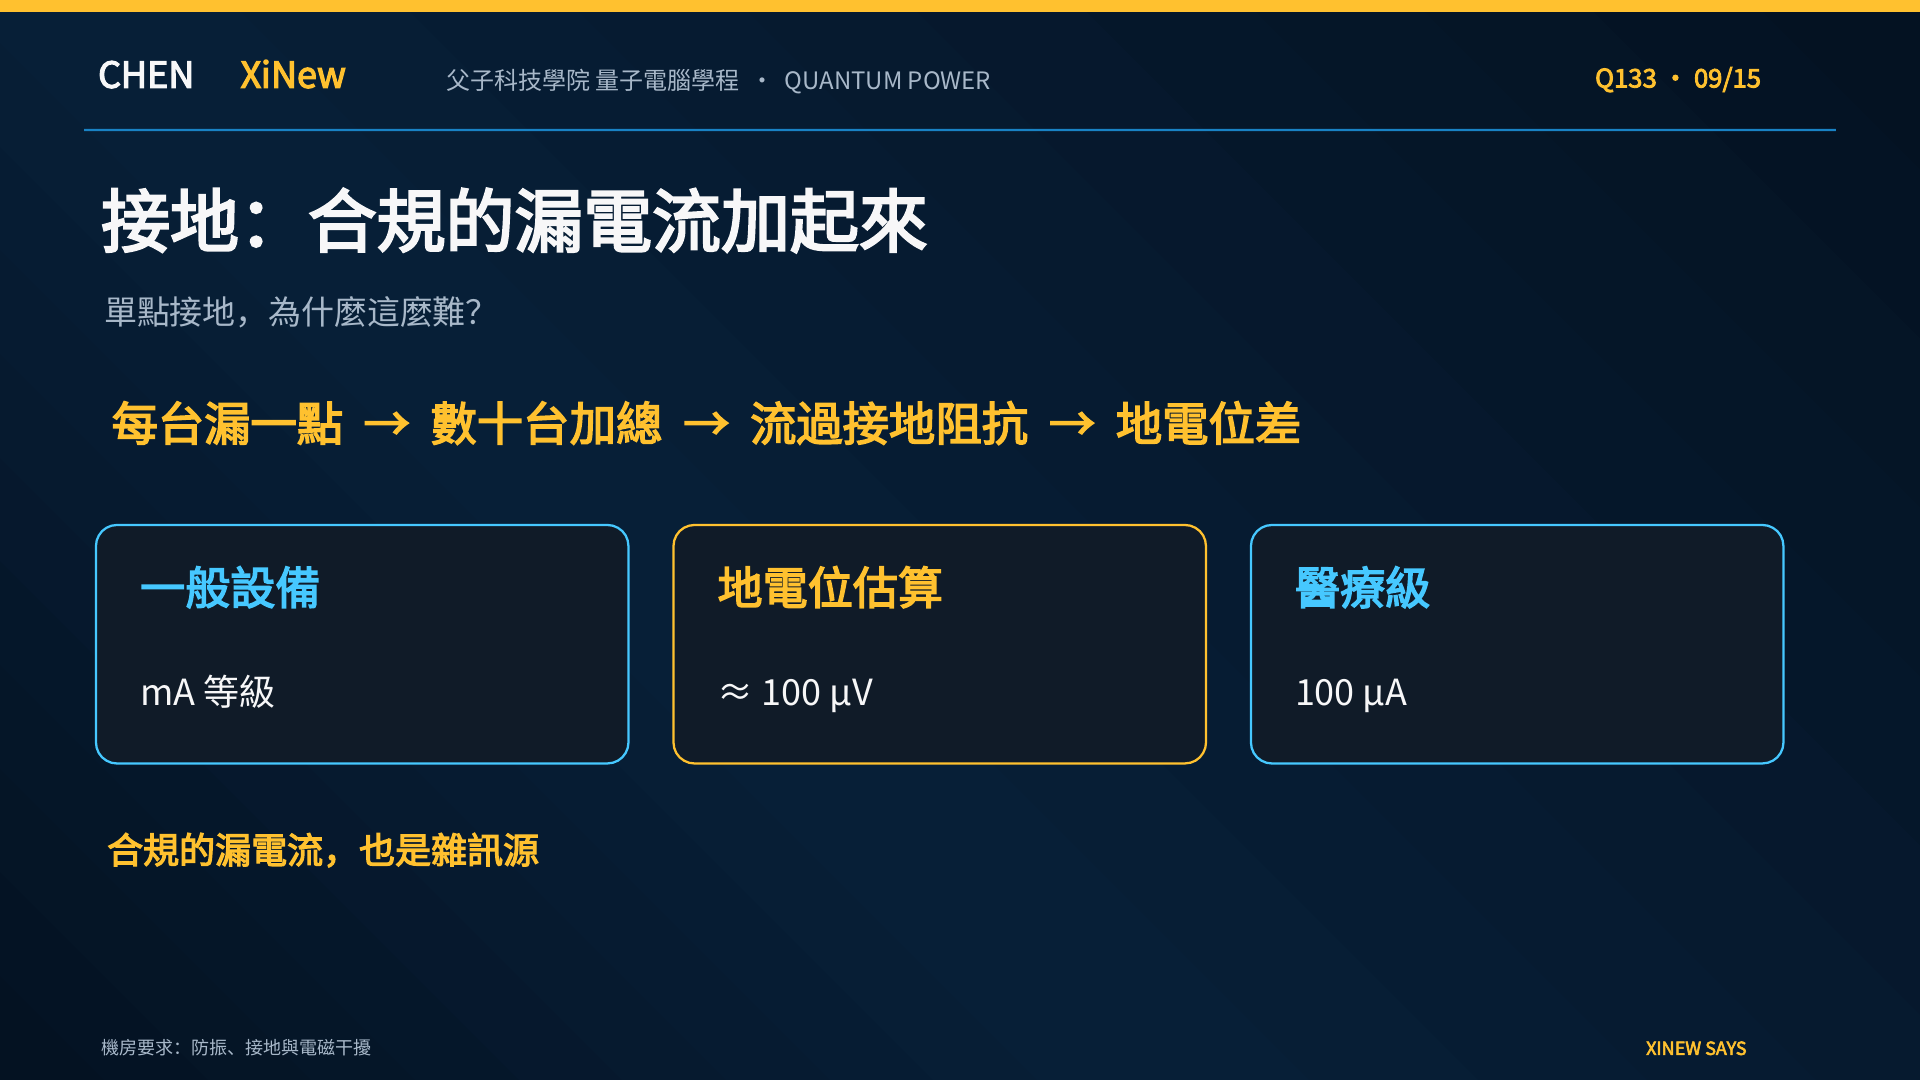 CHEN XiNew 父子科技學院 量子電腦學程 · QUANTUM POWER Q133 · 09/15
接地：合規的漏電流加起來
單點接地，為什麼這麼難？
每台漏一點 → 數十台加總 → 流過接地阻抗 → 地電位差
一般設備
mA 等級
地電位估算
≈ 100 µV
醫療級
100 µA
合規的漏電流，也是雜訊源
機房要求：防振、接地與電磁干擾
XINEW SAYS